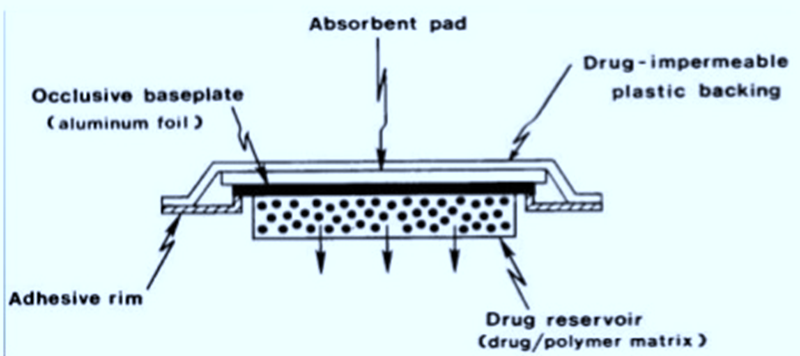 Absorbent pad
Drug-impermeable
plastic backing
Occlusive baseplate
(aluminum foil)
Adhesive rim
Drug reservoir
(drug/polymer matrix)